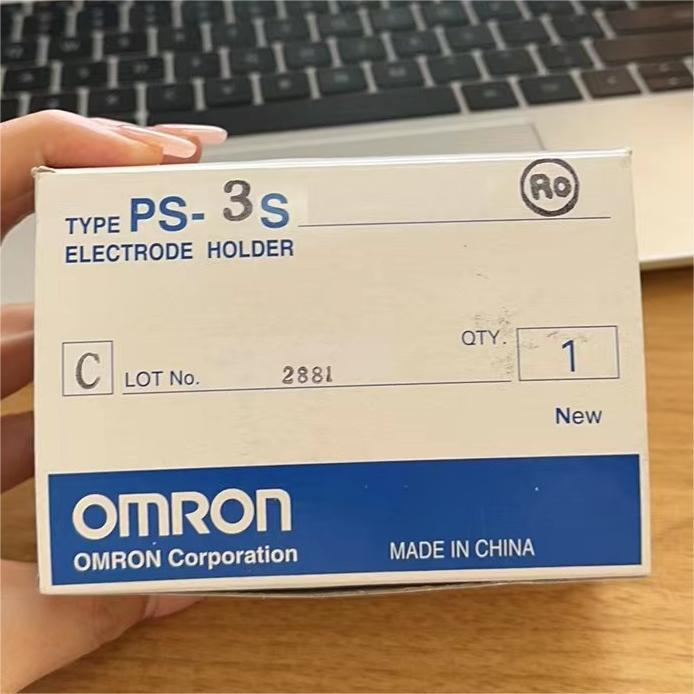 TYPE PS-3S
Ro
ELECTRODE HOLDER
C LOT No. 2881 QTY. 1
New
OMRON
OMRON Corporation
MADE IN CHINA